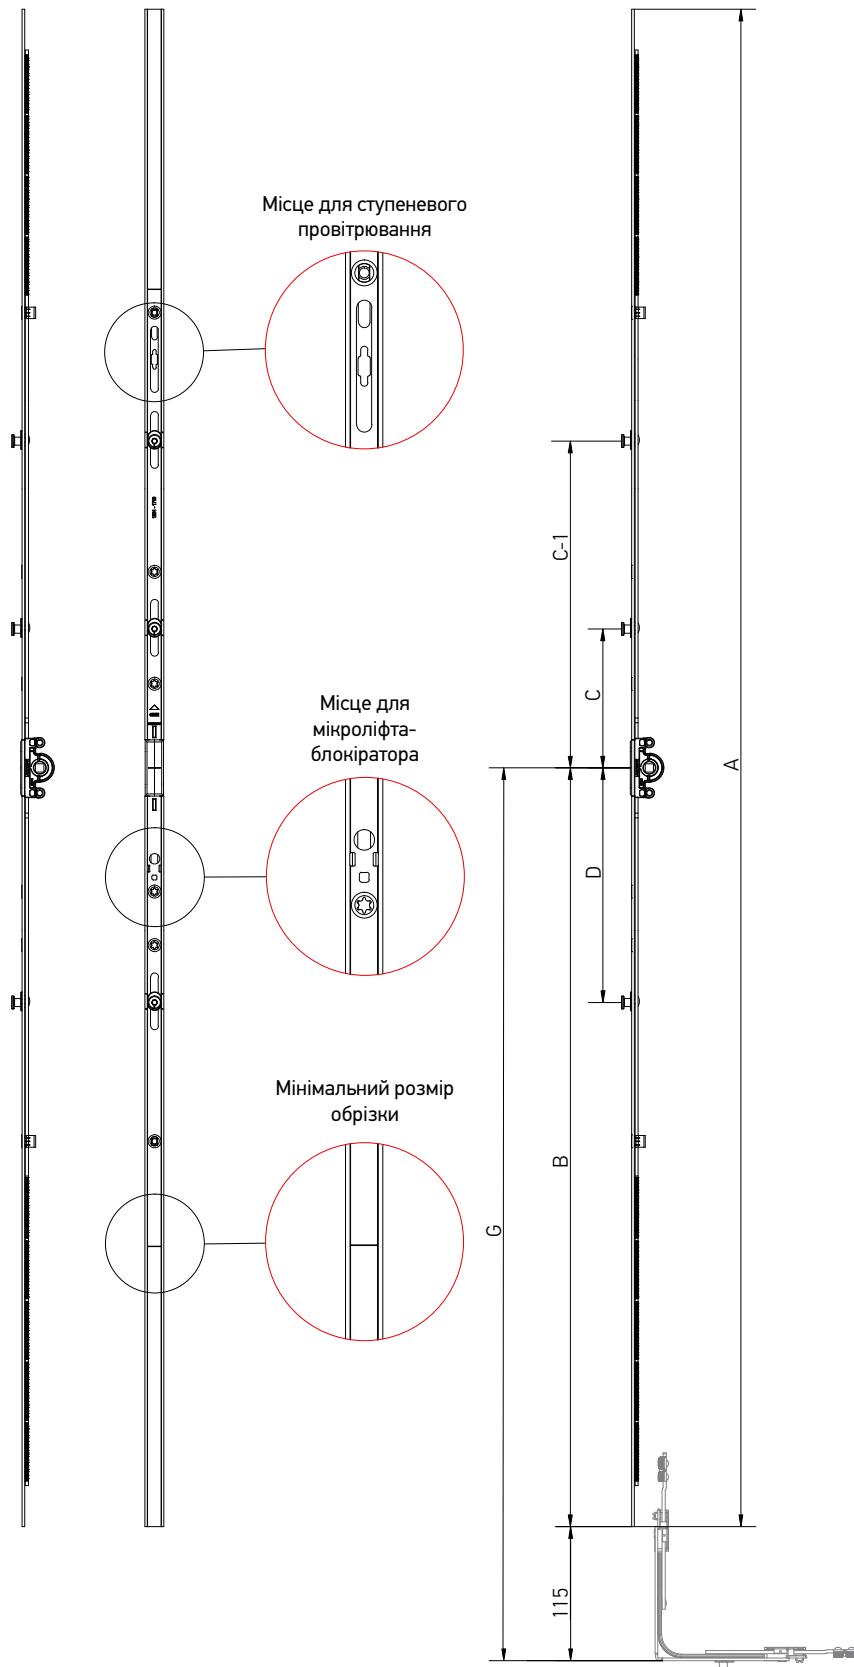 Місце для ступеневого
провітрювання
C-1
C
A
Місце для
мікроліфта-
блокіратора
D
Мінімальний розмір
обрізки
B
G
115